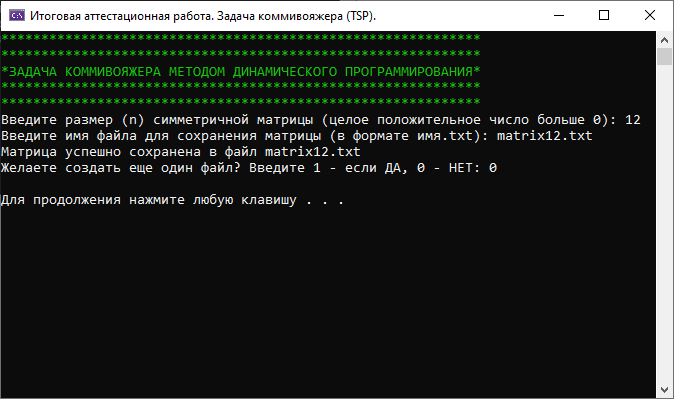 Итоговая аттестационная работа. Задача коммивояжера (TSP).
************************************************************
************************************************************
*ЗАДАЧА КОММИВОЯЖЕРА МЕТОДОМ ДИНАМИЧЕСКОГО ПРОГРАММИРОВАНИЯ*
************************************************************
************************************************************
Введите размер (n) симметричной матрицы (целое положительное число больше 0): 12
Введите имя файла для сохранения матрицы (в формате имя.txt): matrix12.txt
Матрица успешно сохранена в файл matrix12.txt
Желаете создать еще один файл? Введите 1 - если ДА, 0 - НЕТ: 0
Для продолжения нажмите любую клавишу . . .